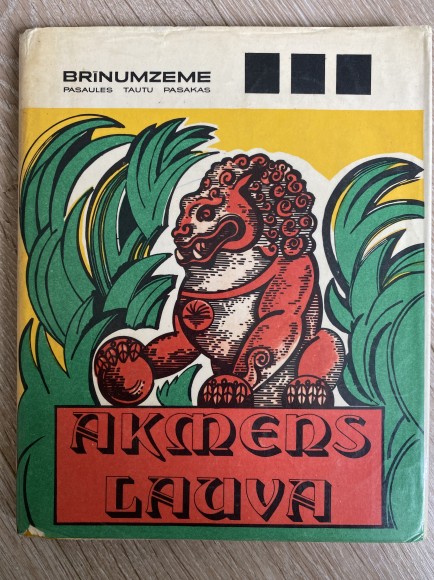 BRĪNUMZEME
PASAULES TAUTU PASAKAS
AKMENS
LAUVA